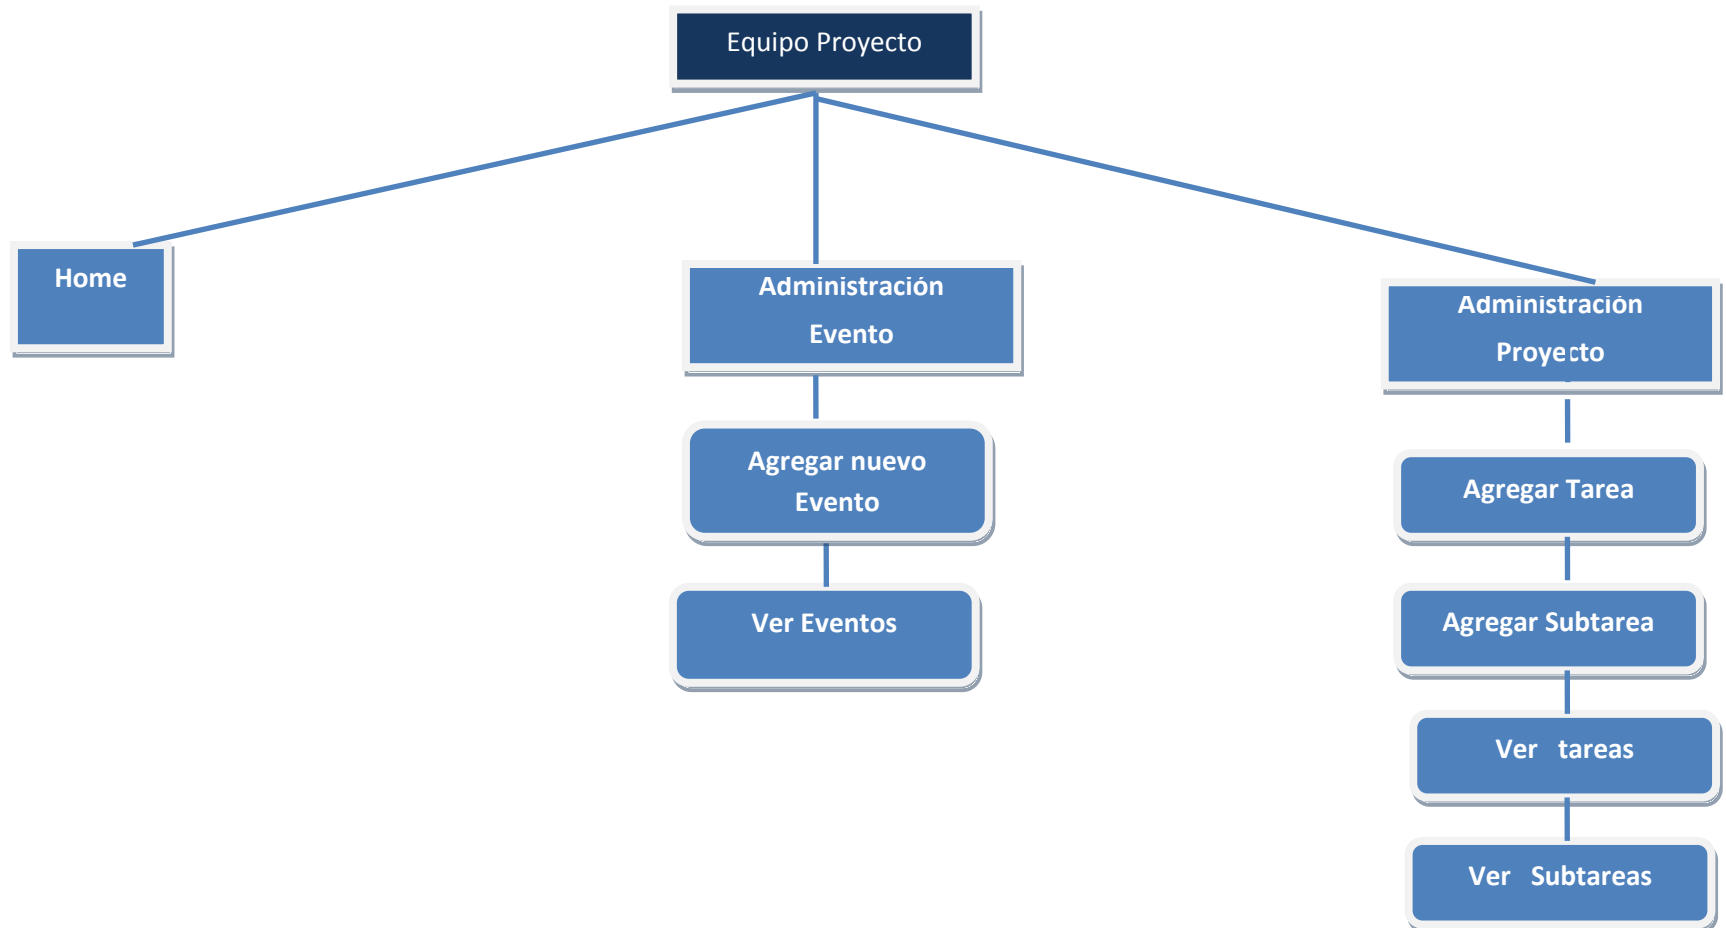 Equipo Proyecto
Home
Administración
Evento
Agregar nuevo
Evento
Ver Eventos
Administración
Proyecto
Agregar Tarea
Agregar Subtarea
Ver tareas
Ver Subtareas